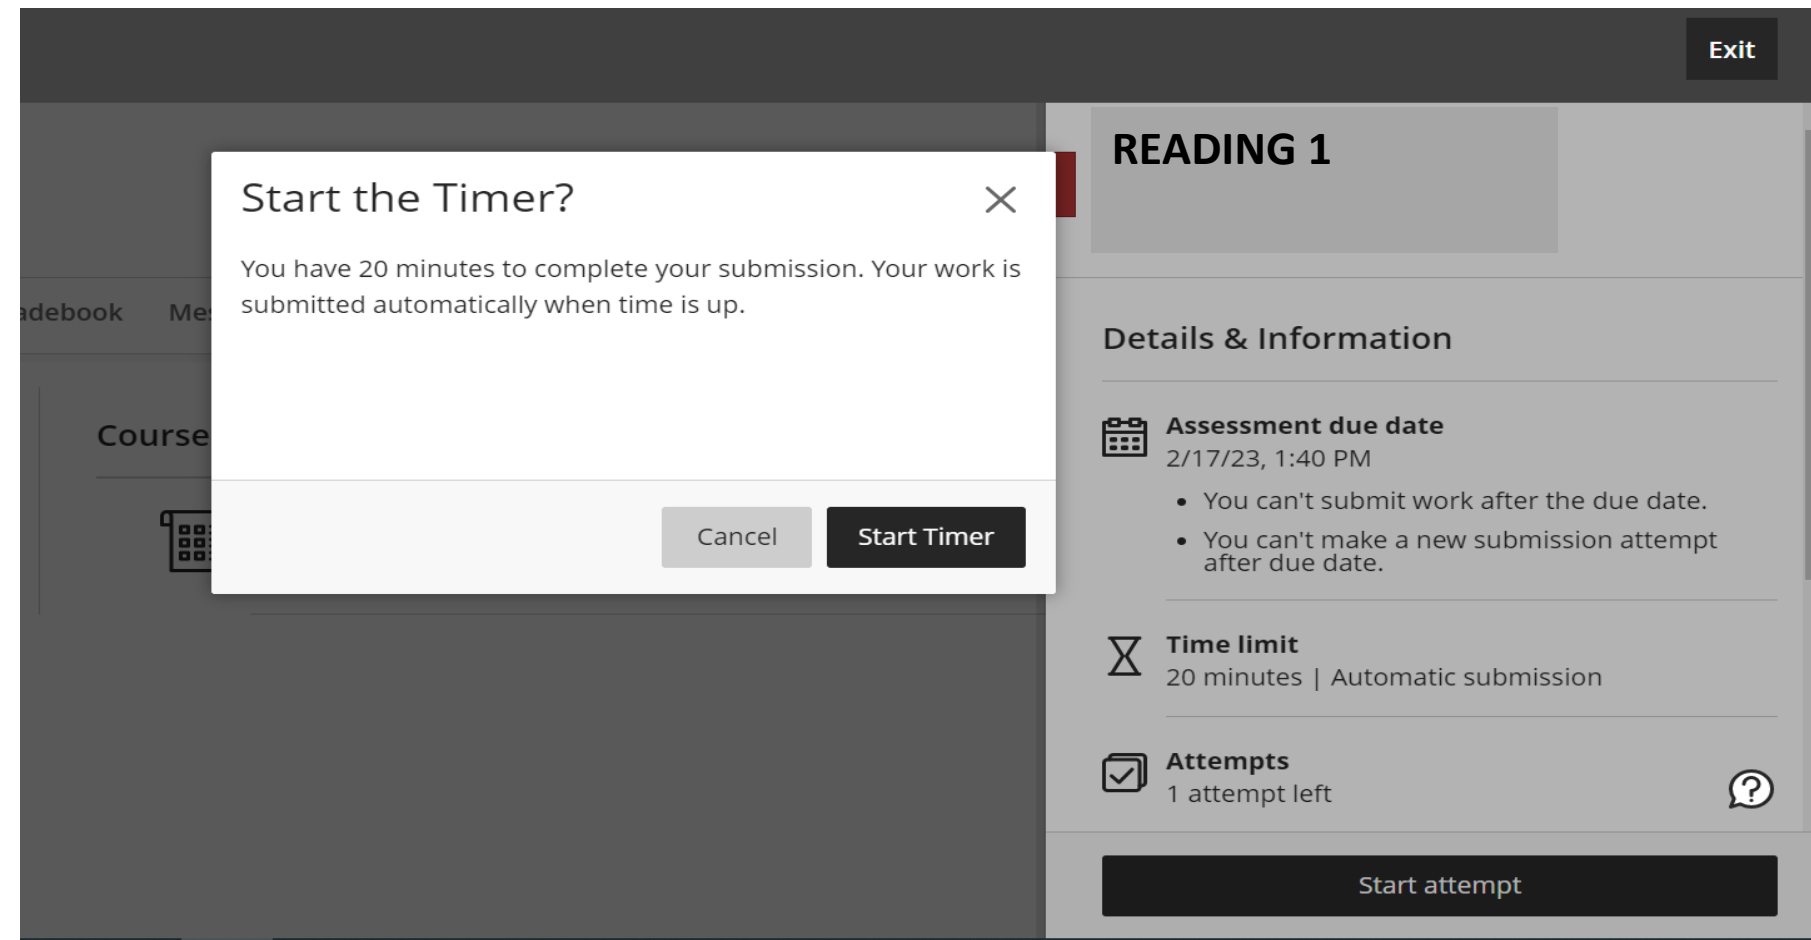 Exit
READING 1
Start the Timer?
You have 20 minutes to complete your submission. Your work is
submitted automatically when time is up.
Cancel
Start Timer
Course
Details & Information
Assessment due date
2/17/23, 1:40 PM
• You can't submit work after the due date.
• You can't make a new submission attempt
after due date.
Time limit
20 minutes | Automatic submission
Attempts
1 attempt left
Start attempt